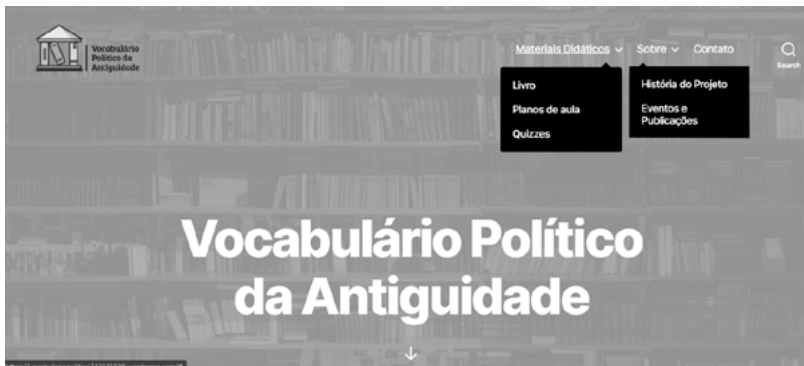 Vocabulário
Político da
Antiguidade
Materiais Didáticos
Sobre
Contato
Search
Livro
Planos de aula
Quizzes
História do Projeto
Eventos e
Publicações
Vocabulário Político
da Antiguidade